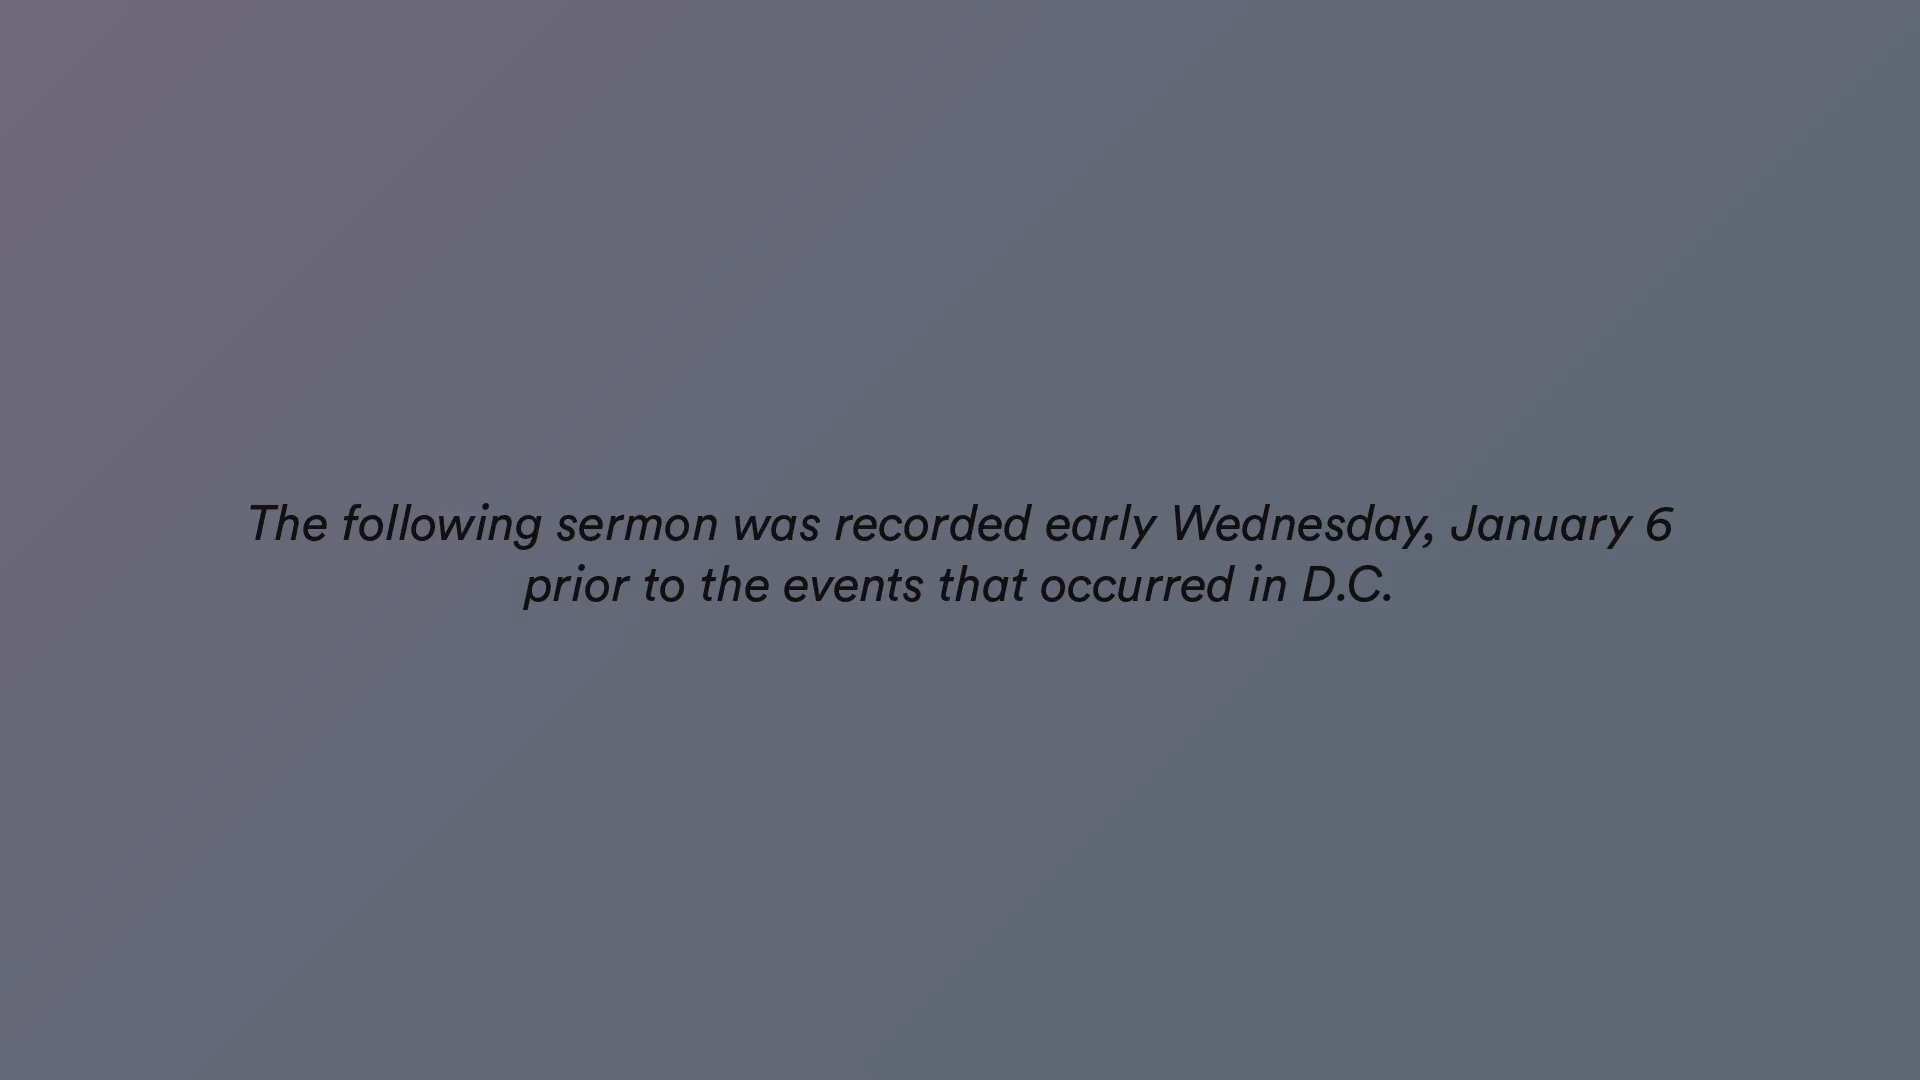 The following sermon was recorded early Wednesday, January 6
prior to the events that occurred in D.C.